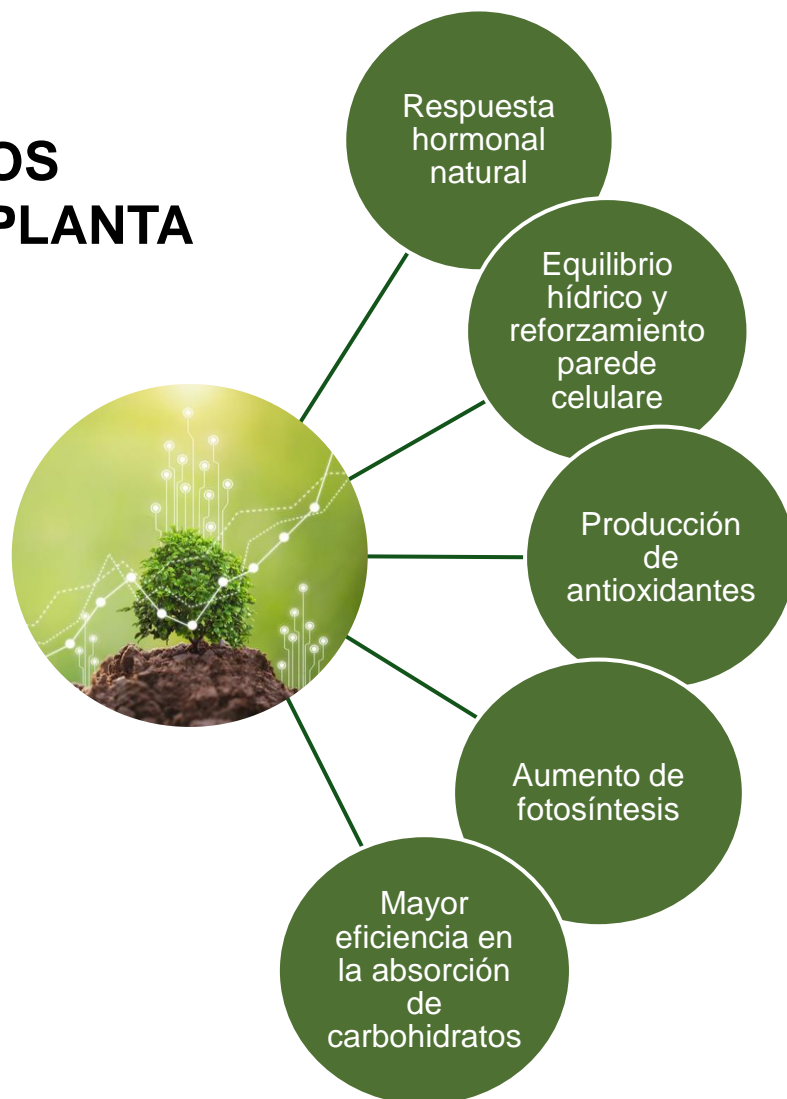 OS
PLANTA
Respuesta
hormonal
natural
Equilibrio
hídrico y
reforzamiento
parede
celulare
Producción
de
antioxidantes
Aumento de
fotosíntesis
Mayor
eficiencia en
la absorción
de
carbohidratos